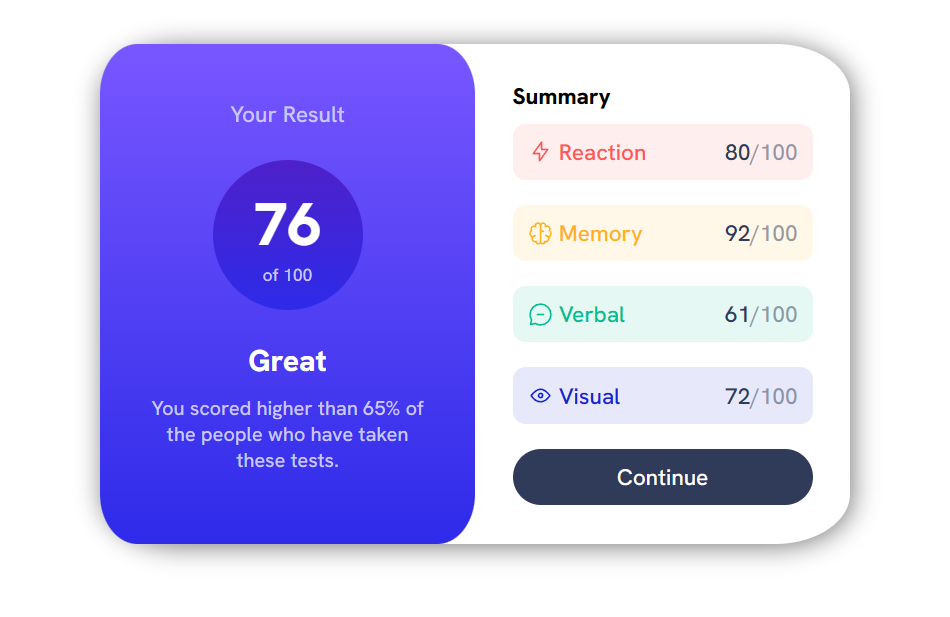 Your Result
76
of 100
Great
You scored higher than 65% of
the people who have taken
these tests.
Summary
Reaction 80/100
Memory 92/100
Verbal 61/100
Visual 72/100
Continue